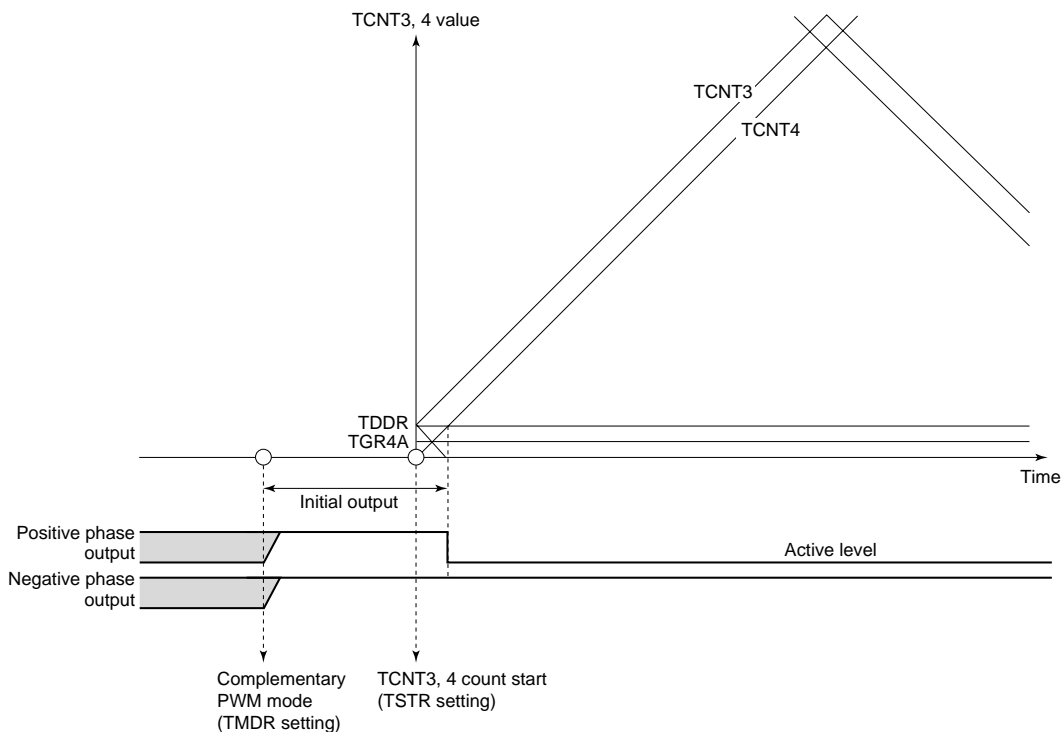 TCNT3, 4 value
TCNT3
TCNT4
TDDR
TGR4A
Time
Initial output
Positive phase
output
Active level
Negative phase
output
Complementary
PWM mode
(TMDR setting)
TCNT3, 4 count start
(TSTR setting)